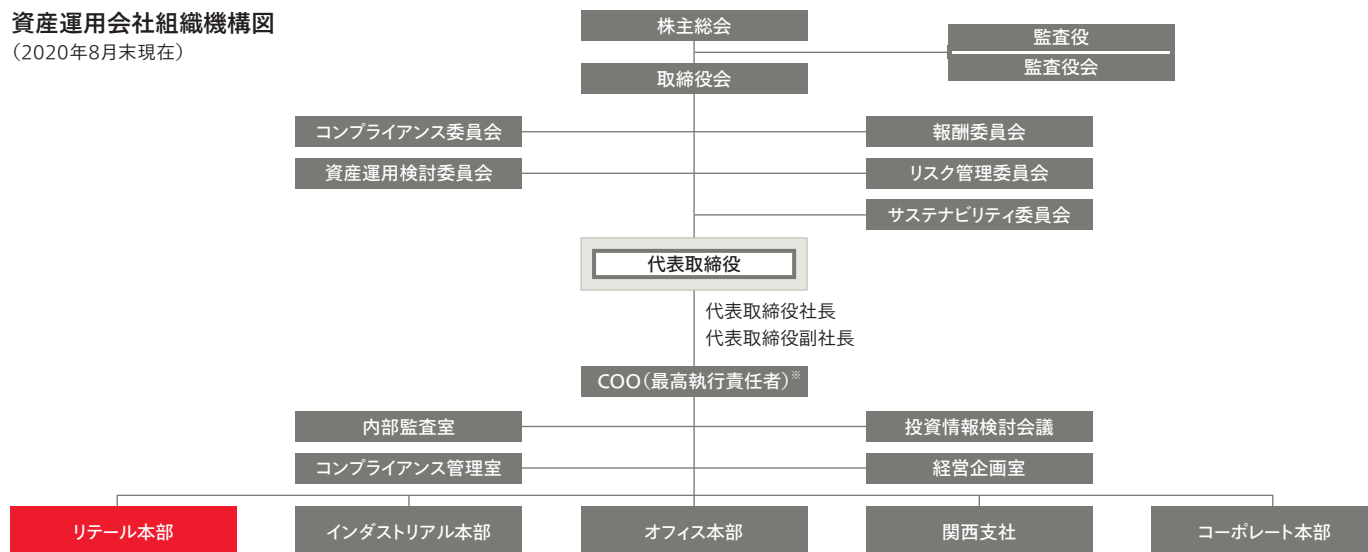 資産運用会社組織機構図
(2020年8月末現在)
株主総会
監査役
監査役会
取締役会
コンプライアンス委員会
報酬委員会
資産運用検討委員会
リスク管理委員会
サステナビリティ委員会
代表取締役
代表取締役社長
代表取締役副社長
COO(最高執行責任者)※
内部監査室
投資情報検討会議
コンプライアンス管理室
経営企画室
リテール本部
インダストリアル本部
オフィス本部
関西支社
コーポレート本部